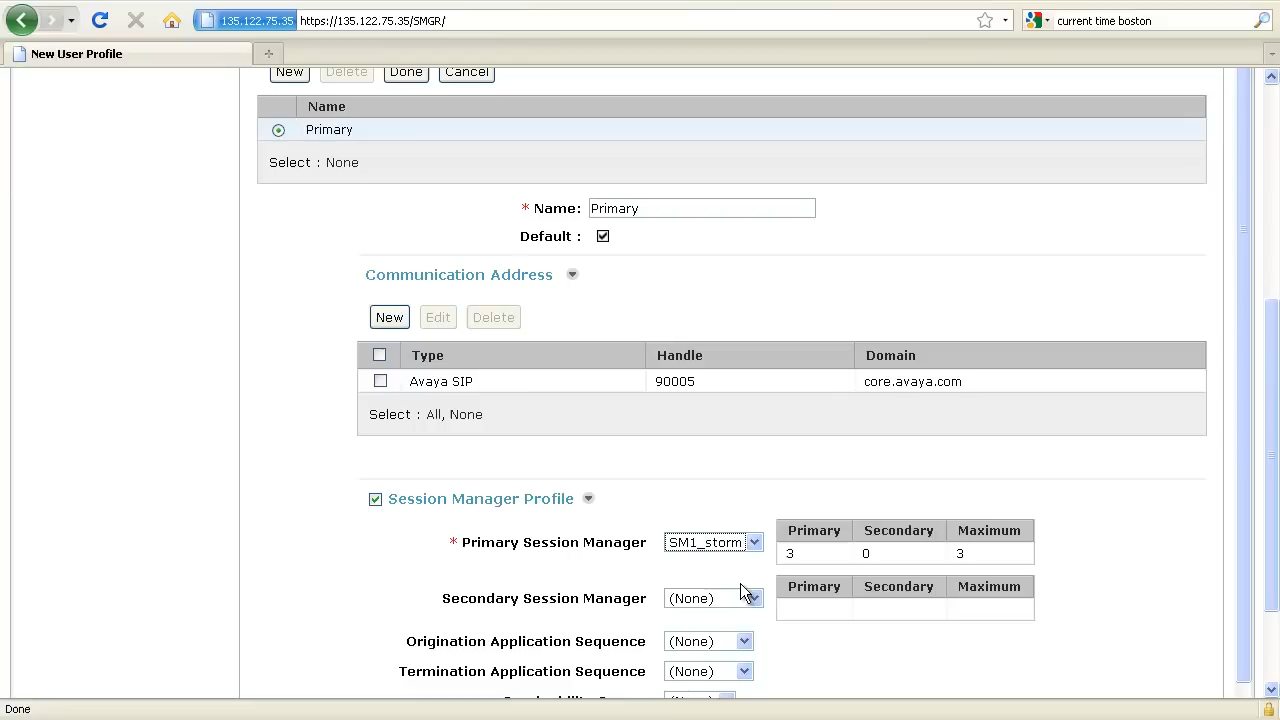 135.122.75.35 https://135.122.75.35/SMGR/
current time boston
New User Profile
New Delete Done Cancel
Name
Primary
Select : None
* Name: Primary
Default :
Communication Address
New Edit Delete
Type Handle Domain
Avaya SIP 90005 core.avaya.com
Select : All, None
Session Manager Profile
Primary Secondary Maximum
* Primary Session Manager SM1_storm
3 0 3
Primary Secondary Maximum
Secondary Session Manager (None)
Origination Application Sequence (None)
Termination Application Sequence (None)
Done